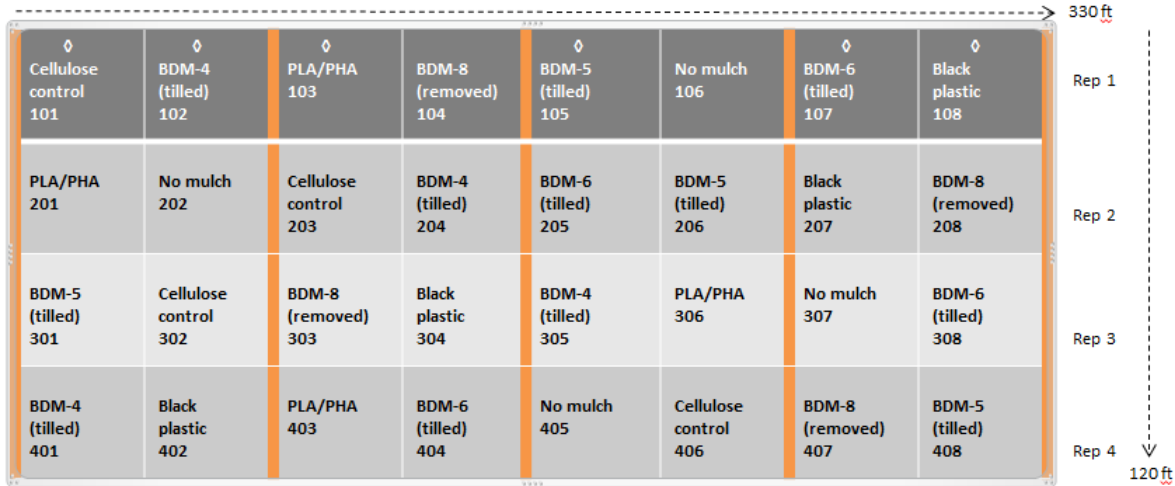 330 ft
◊ ◊ ◊ ◊ ◊ ◊
Cellulose control 101
BDM-4 (tilled) 102
PLA/PHA 103
BDM-8 (removed) 104
BDM-5 (tilled) 105
No mulch 106
BDM-6 (tilled) 107
Black plastic 108
Rep 1
PLA/PHA 201
No mulch 202
Cellulose control 203
BDM-4 (tilled) 204
BDM-6 (tilled) 205
BDM-5 (tilled) 206
Black plastic 207
BDM-8 (removed) 208
Rep 2
BDM-5 (tilled) 301
Cellulose control 302
BDM-8 (removed) 303
Black plastic 304
BDM-4 (tilled) 305
PLA/PHA 306
No mulch 307
BDM-6 (tilled) 308
Rep 3
BDM-4 (tilled) 401
Black plastic 402
PLA/PHA 403
BDM-6 (tilled) 404
No mulch 405
Cellulose control 406
BDM-8 (removed) 407
BDM-5 (tilled) 408
Rep 4
120 ft